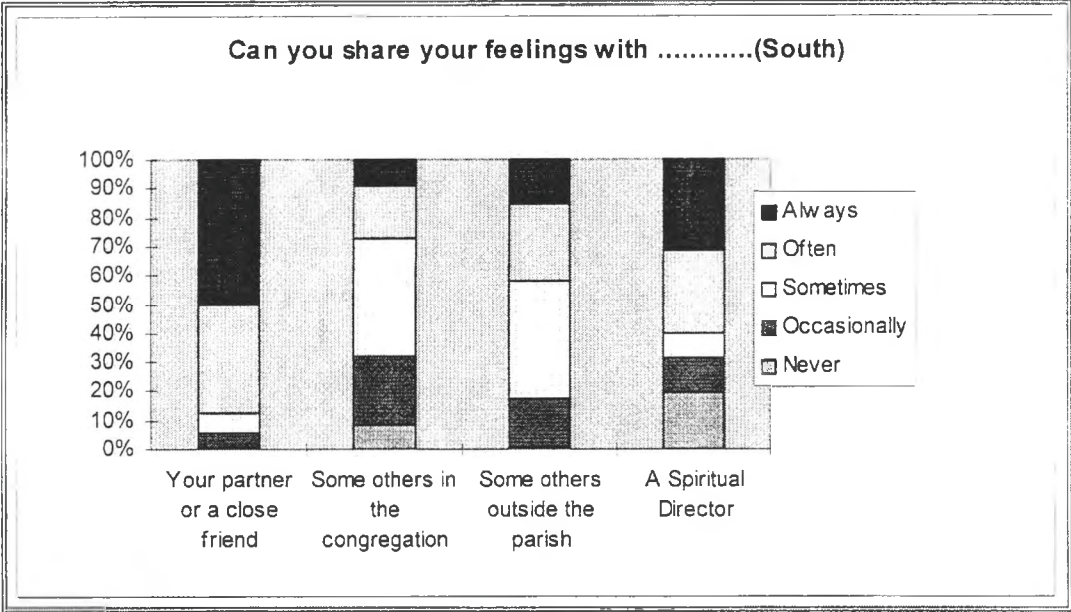 Can you share your feelings with ............(South)
100%
90%
80%
70%
60%
50%
40%
30%
20%
10%
0%
Always
Often
Sometimes
Occasionally
Never
Your partner or a close friend
Some others in the congregation
Some others outside the parish
A Spiritual Director